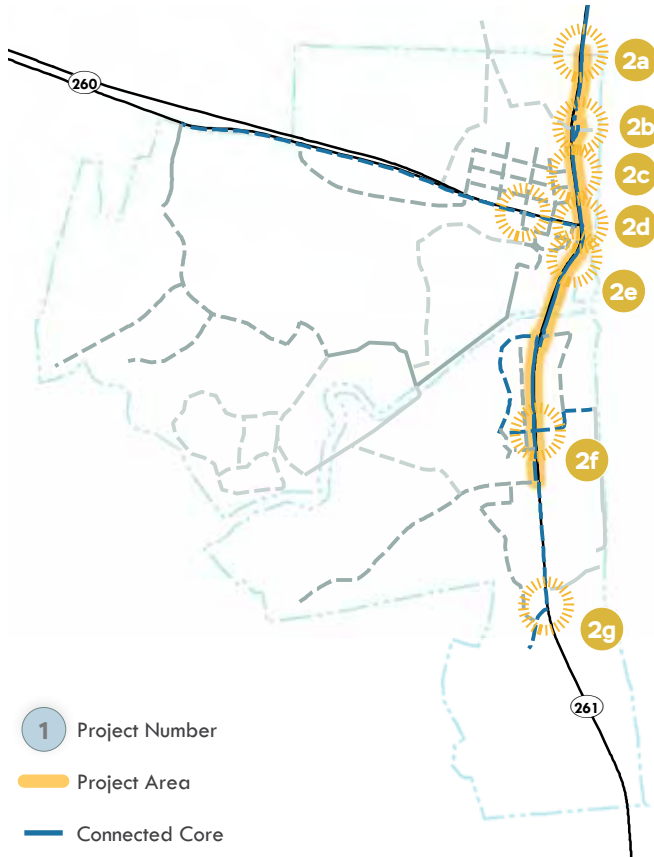 2a
260
2b
2c
2d
2e
2f
2g
261
1 Project Number
Project Area
Connected Core